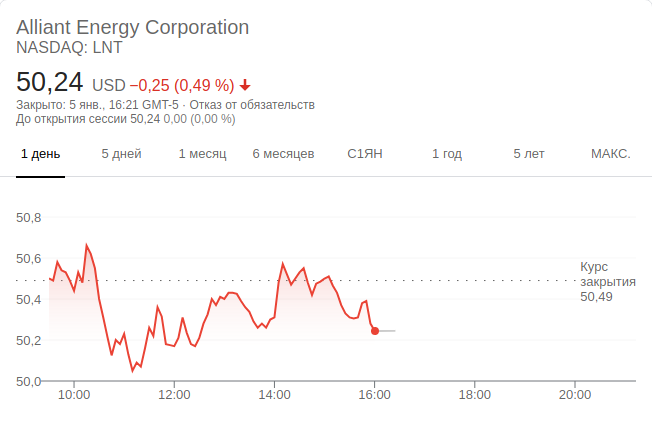 Alliant Energy Corporation
NASDAQ: LNT
50,24 USD −0,25 (0,49 %)
Закрыто: 5 янв., 16:21 GMT-5 · Отказ от обязательств
До открытия сессии 50,24 0,00 (0,00 %)
1 день 5 дней 1 месяц 6 месяцев С1ЯН 1 год 5 лет МАКС.
50,8
50,6
Курс
закрытия
50,49
50,4
50,2
50,0
10:00 12:00 14:00 16:00 18:00 20:00